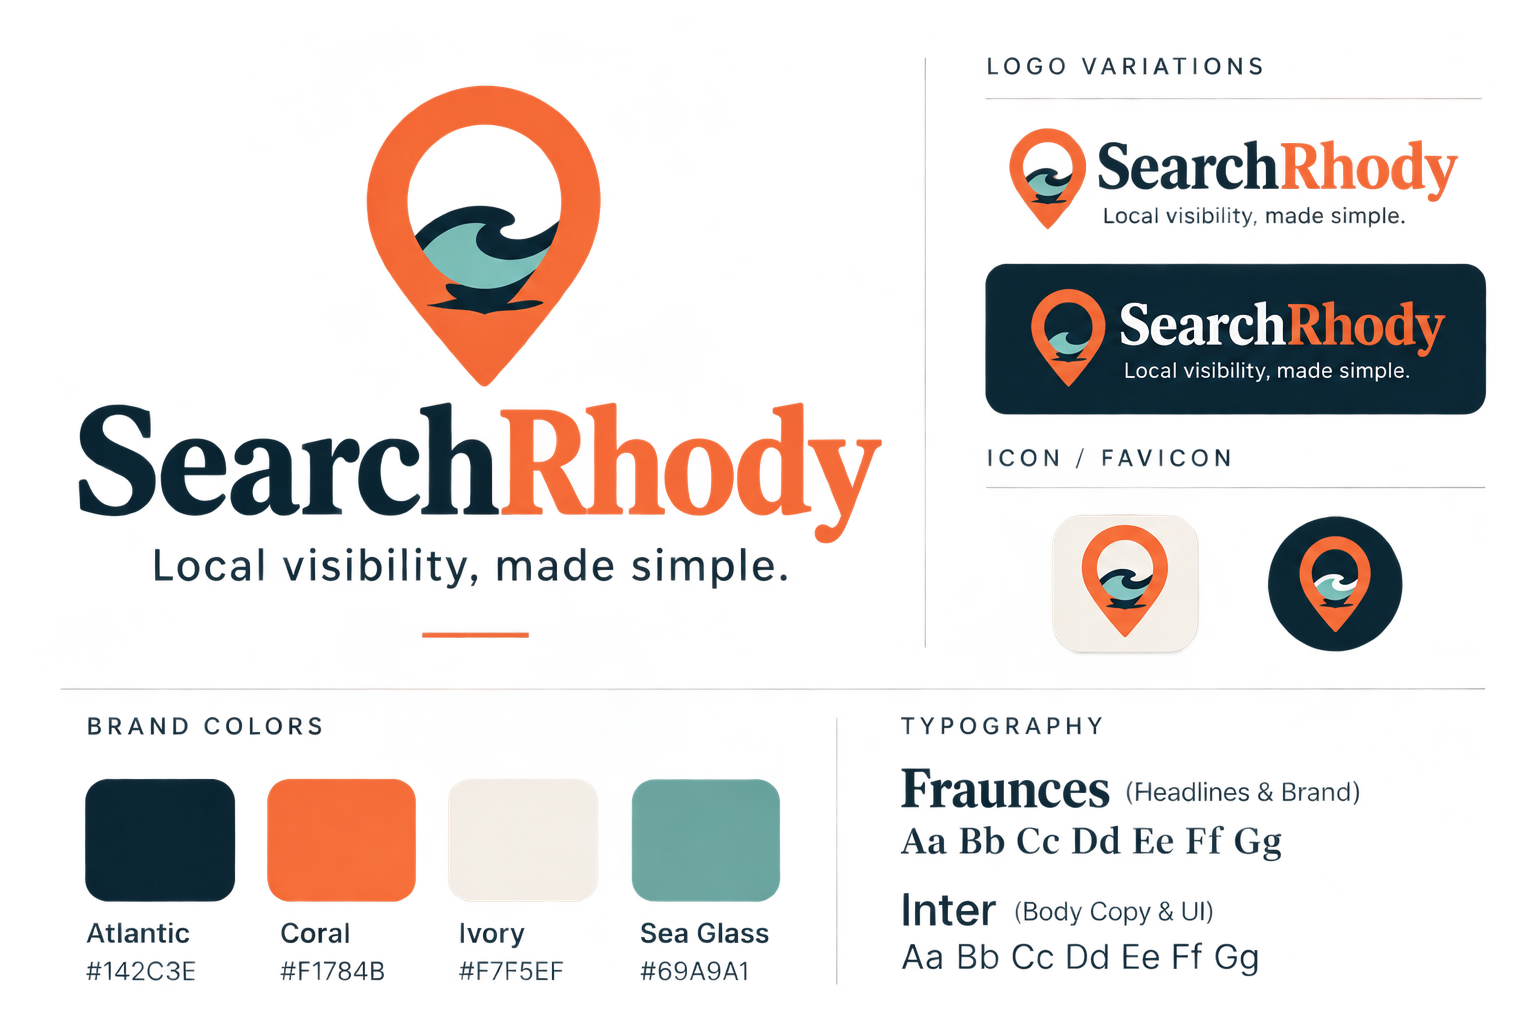 SearchRhody
Local visibility, made simple.
LOGO VARIATIONS
SearchRhody
Local visibility, made simple.
SearchRhody
Local visibility, made simple.
ICON / FAVICON
BRAND COLORS
Atlantic
#142C3E
Coral
#F1784B
Ivory
#F7F5EF
Sea Glass
#69A9A1
TYPOGRAPHY
Fraunces (Headlines & Brand)
Aa Bb Cc Dd Ee Ff Gg
Inter (Body Copy & UI)
Aa Bb Cc Dd Ee Ff Gg